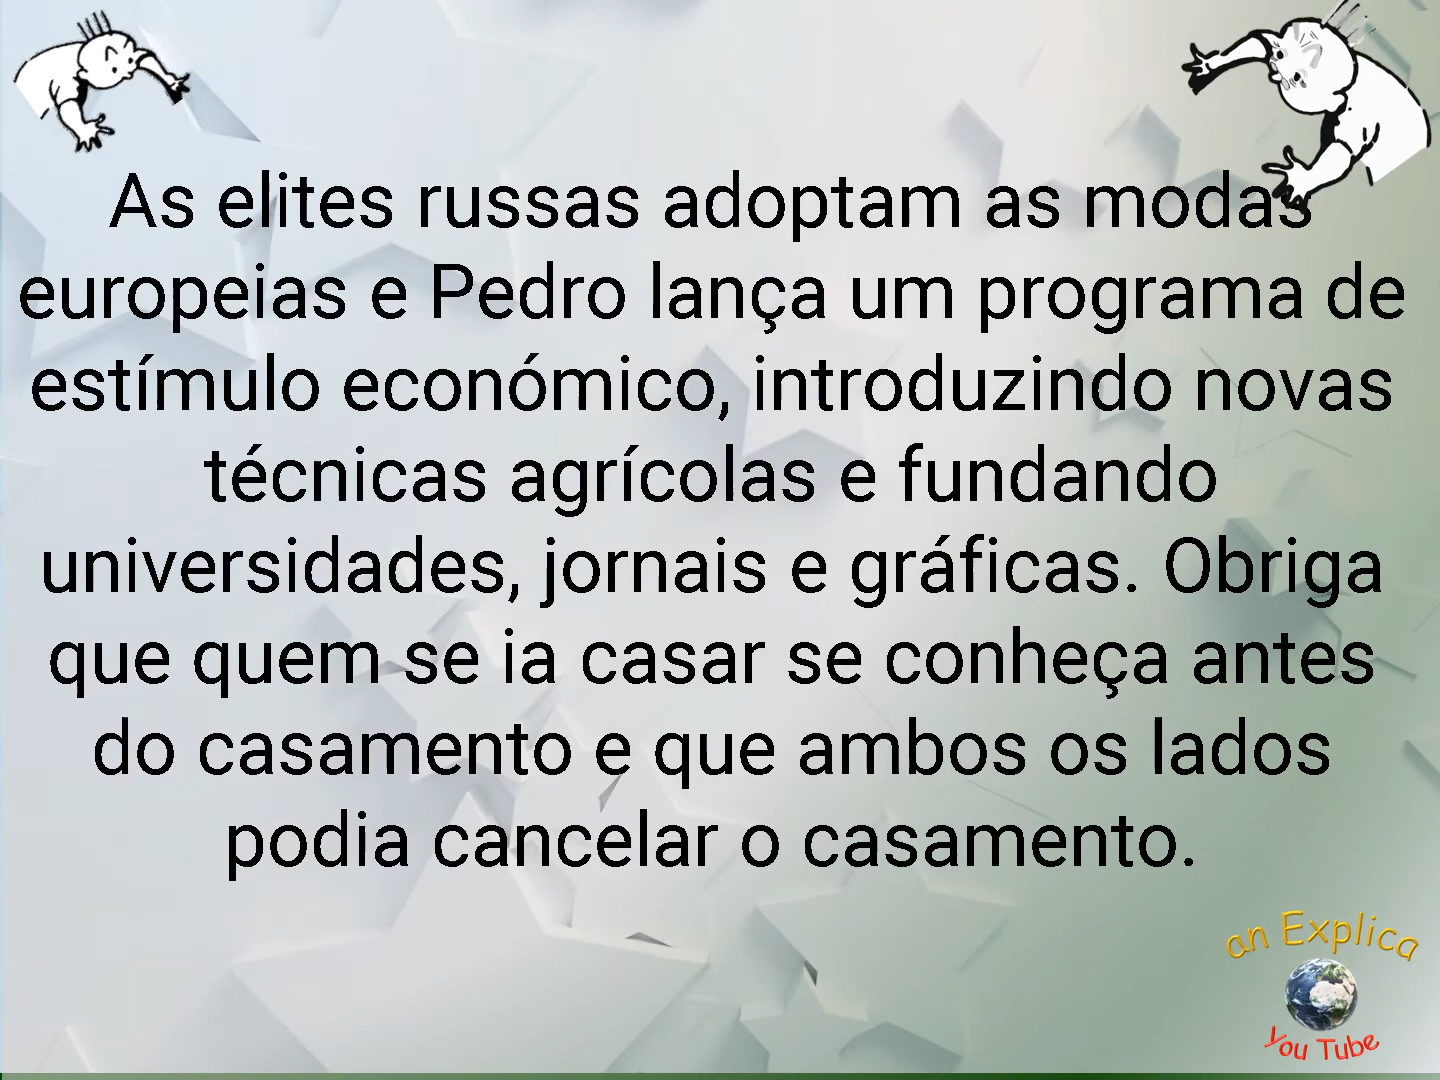 As elites russas adoptam as modas
europeias e Pedro lança um programa de
estímulo económico, introduzindo novas
técnicas agrícolas e fundando
universidades, jornais e gráficas. Obriga
que quem se ia casar se conheça antes
do casamento e que ambos os lados
podia cancelar o casamento.
an Explica
You Tube